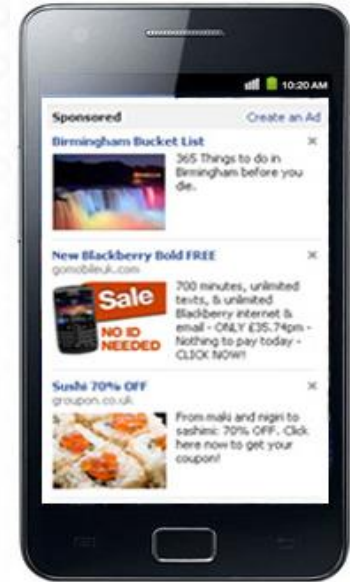 10:20 AM
Sponsored
Create an Ad
Birmingham Bucket List
365 Things to do in
Birmingham before you
die.
New Blackberry Bold FREE
gomobileuk.com
Sale
NO ID
NEEDED
700 minutes, unlimited
texts, & unlimited
Blackberry internet &
email - ONLY £35.74pm -
Nothing to pay today -
CLICK NOW!
Sushi 70% OFF
groupon.co.uk
From maki and nigiri to
sashimi: 70% OFF. Click
here now to get your
coupon!